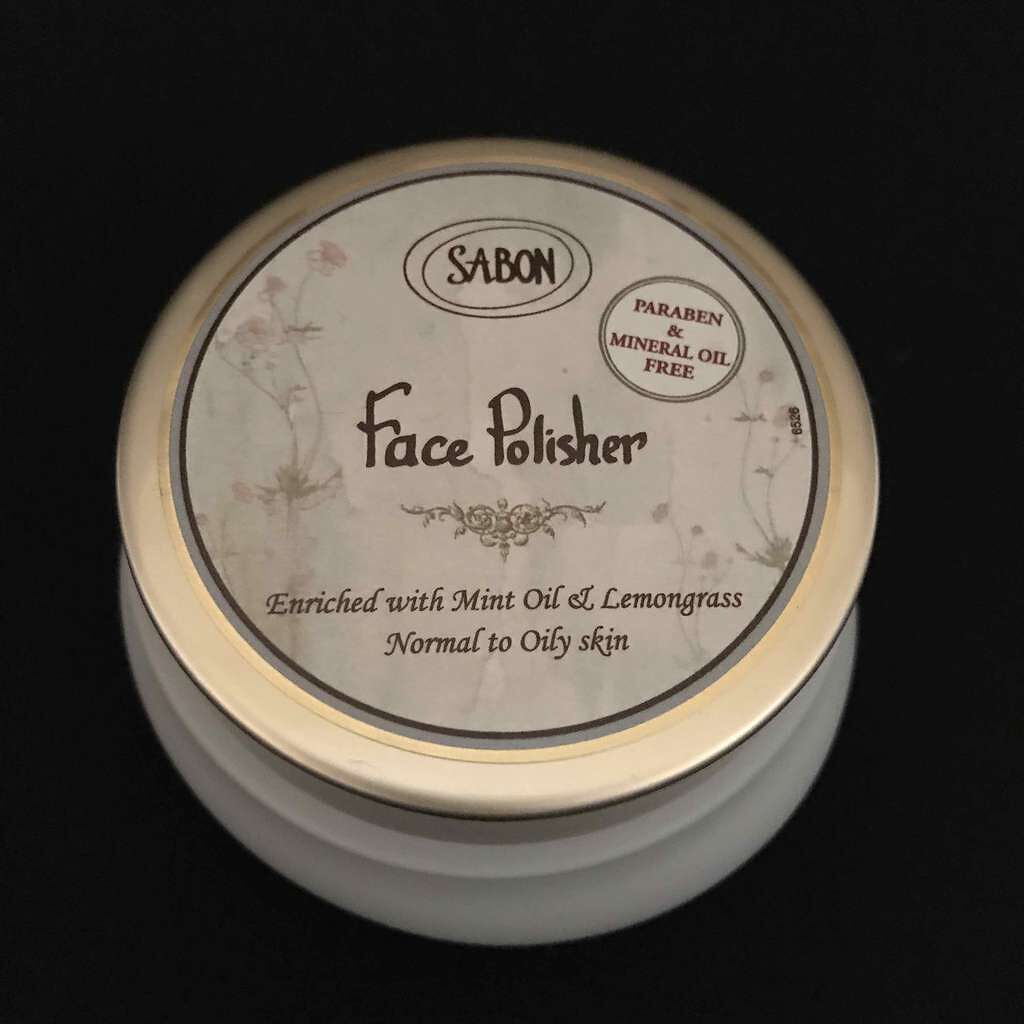 SABON
PARABEN
&
MINERAL OIL
FREE
6526
Face Polisher
Enriched with Mint Oil & Lemongrass
Normal to Oily skin